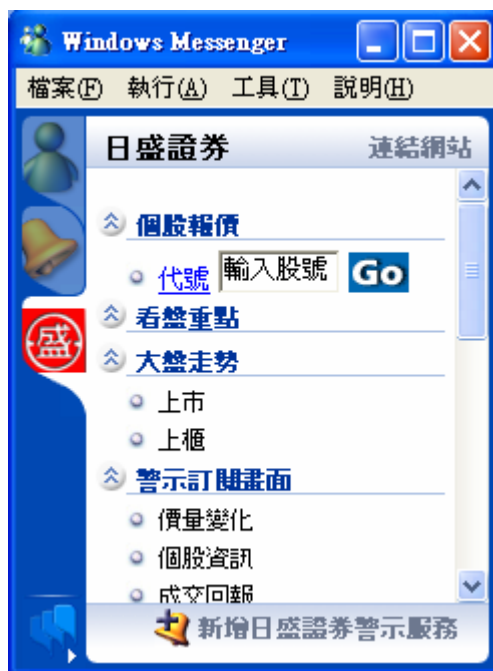 Windows Messenger
檔案(F) 執行(A) 工具(T) 說明(H)
日盛證券 連結網站
個股報價
代號 輸入股號 Go
看盤重點
盛
大盤走勢
上市
上櫃
警示訂閱畫面
價量變化
個股資訊
成交回報
新增日盛證券警示服務